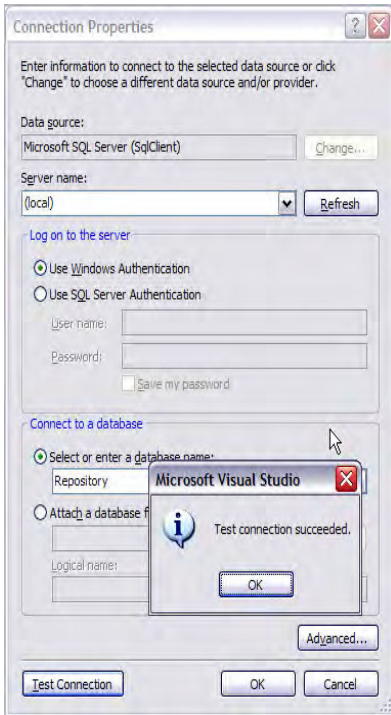 Connection Properties
Enter information to connect to the selected data source or click
"Change" to choose a different data source and/or provider.
Data source:
Microsoft SQL Server (SqlClient)
Change...
Server name:
(local)
Refresh
Log on to the server
Use Windows Authentication
Use SQL Server Authentication
User name:
Password:
Save my password
Connect to a database
Select or enter a database name:
Repository
Attach a database
Logical name:
Microsoft Visual Studio
Test connection succeeded.
OK
Advanced...
Test Connection
OK
Cancel